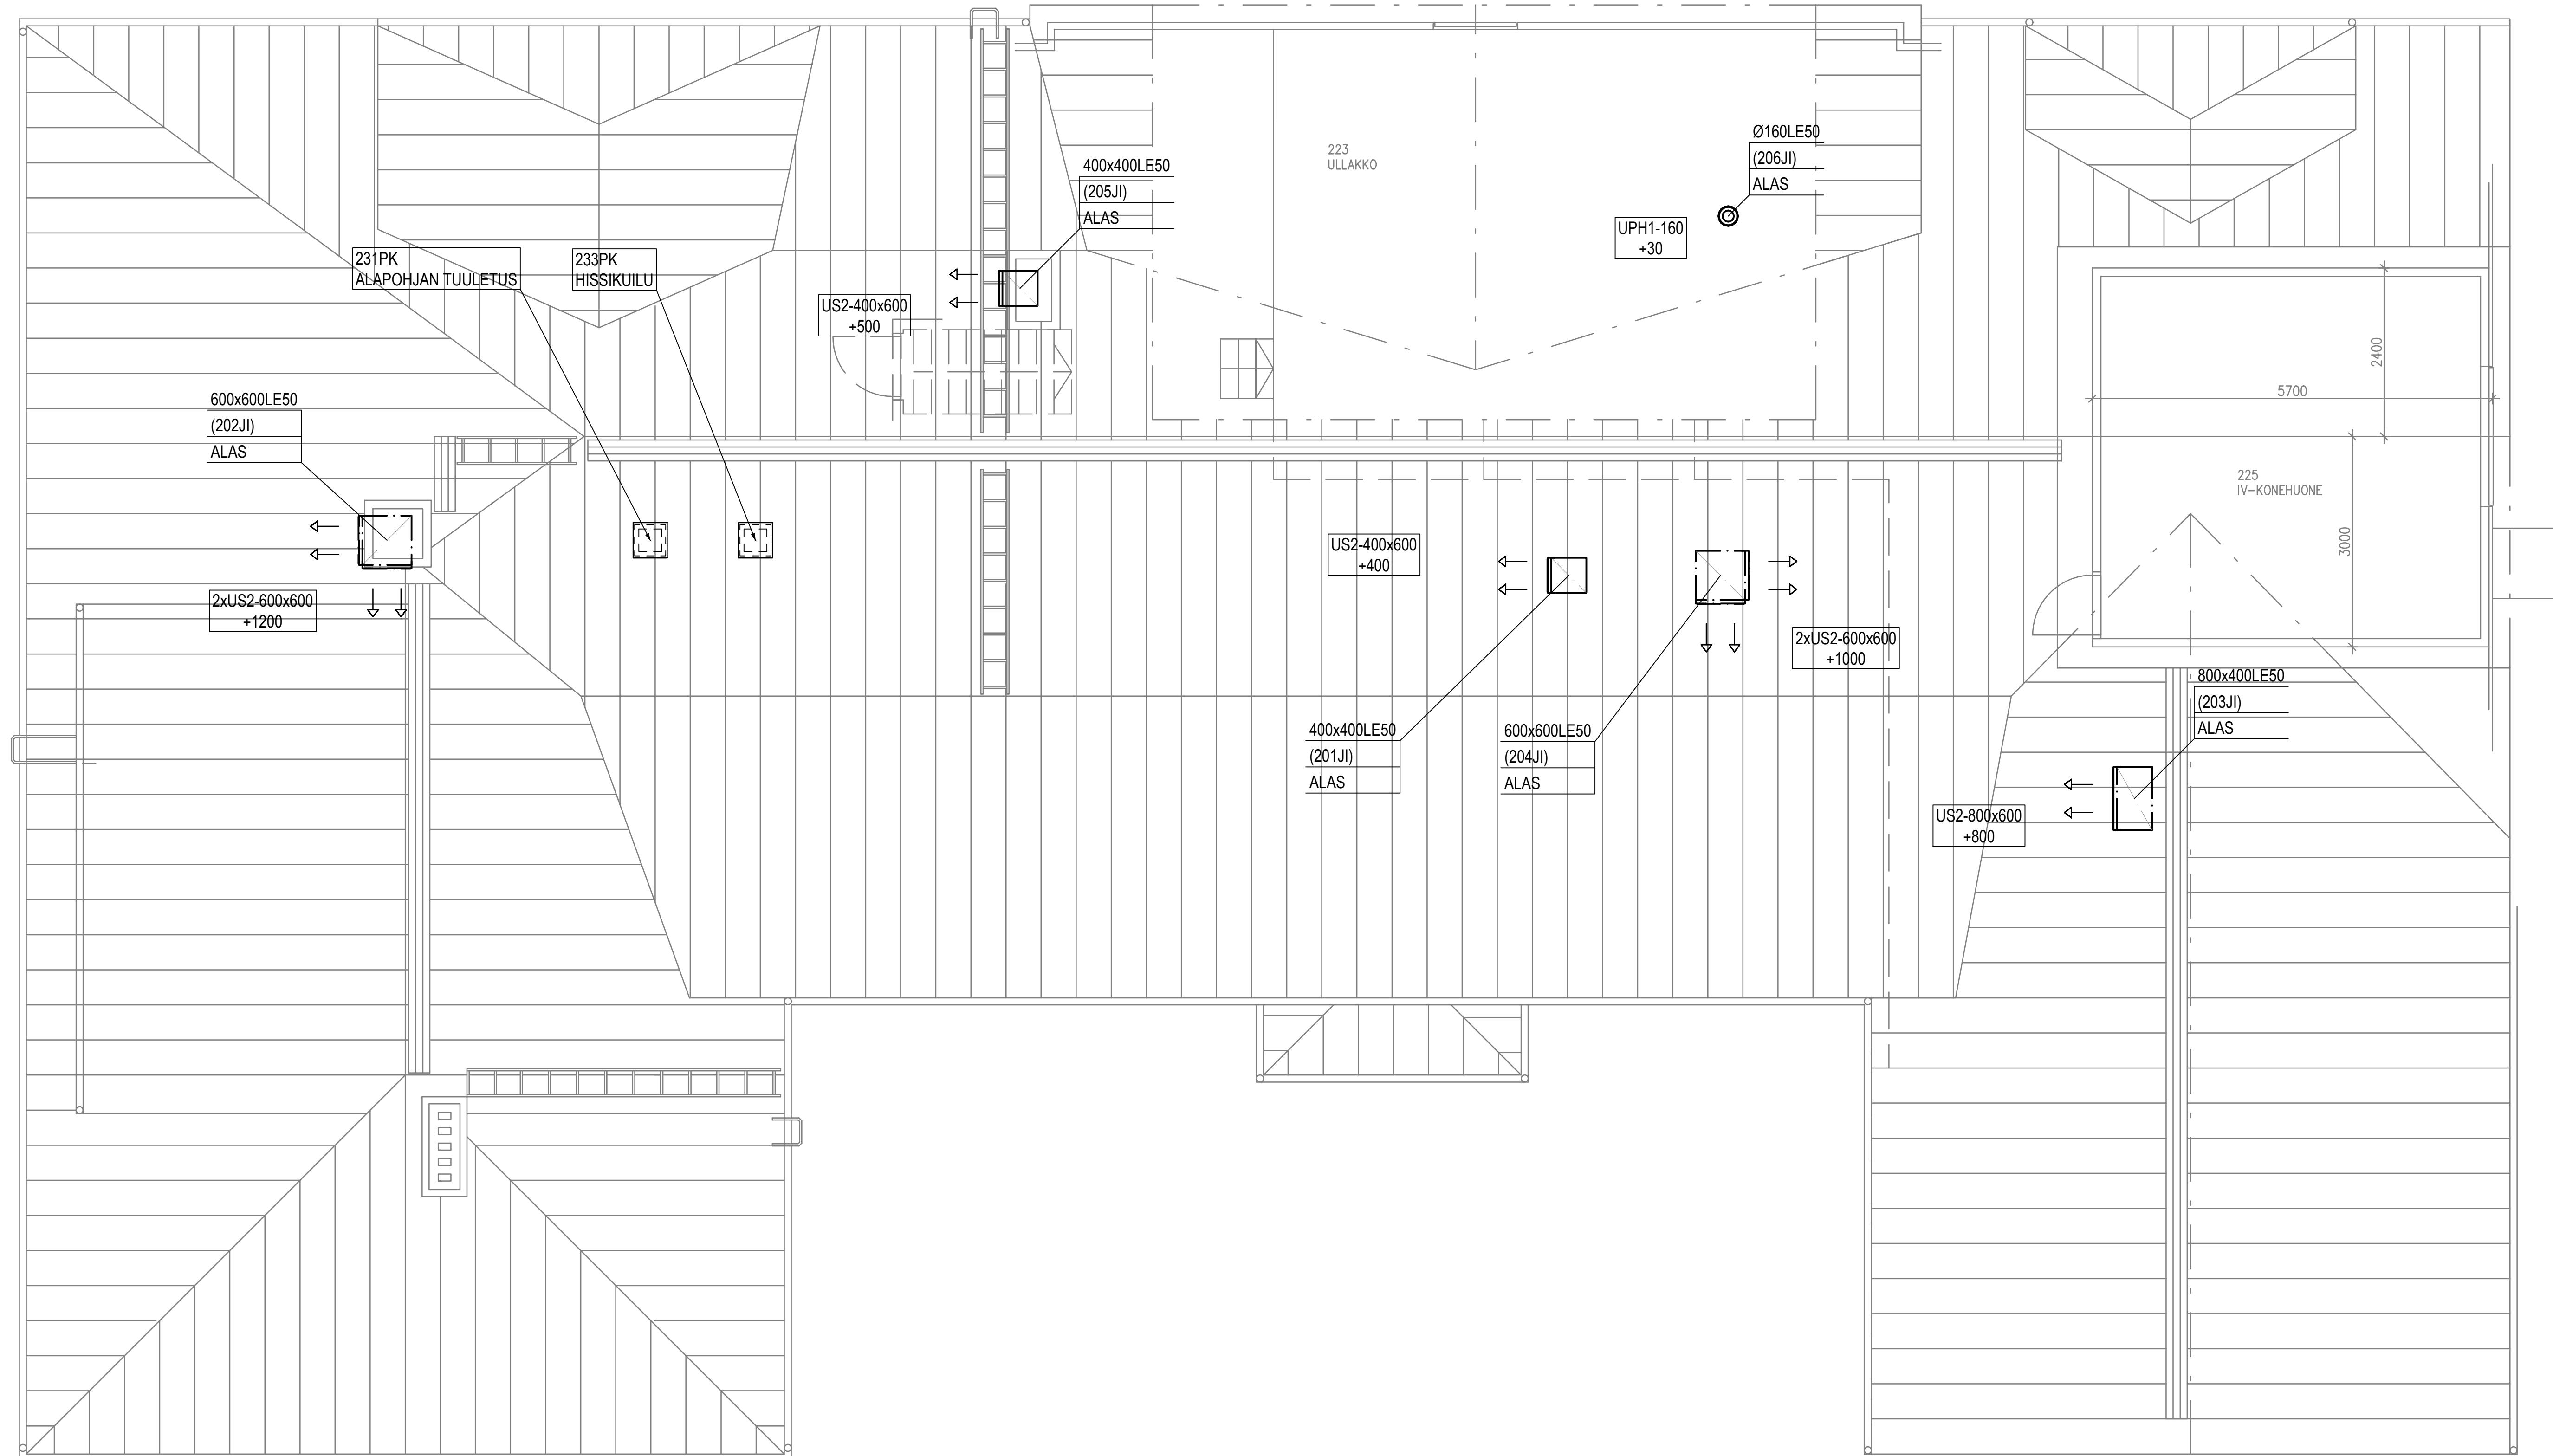 Ø160LE50
(206JI)
ALAS
223
ULLAKKO
400x400LE50
(205JI)
ALAS
UPH1-160
+30
231PK
ALAPOHJAN TUULETUS
233PK
HISSIKUILU
US2-400x600
+500
2400
5700
600x600LE50
(202JI)
ALAS
225
IV-KONEHUONE
3000
US2-400x600
+400
2xUS2-600x600
+1200
2xUS2-600x600
+1000
800x400LE50
(203JI)
ALAS
400x400LE50
(201JI)
ALAS
600x600LE50
(204JI)
ALAS
US2-800x600
+800